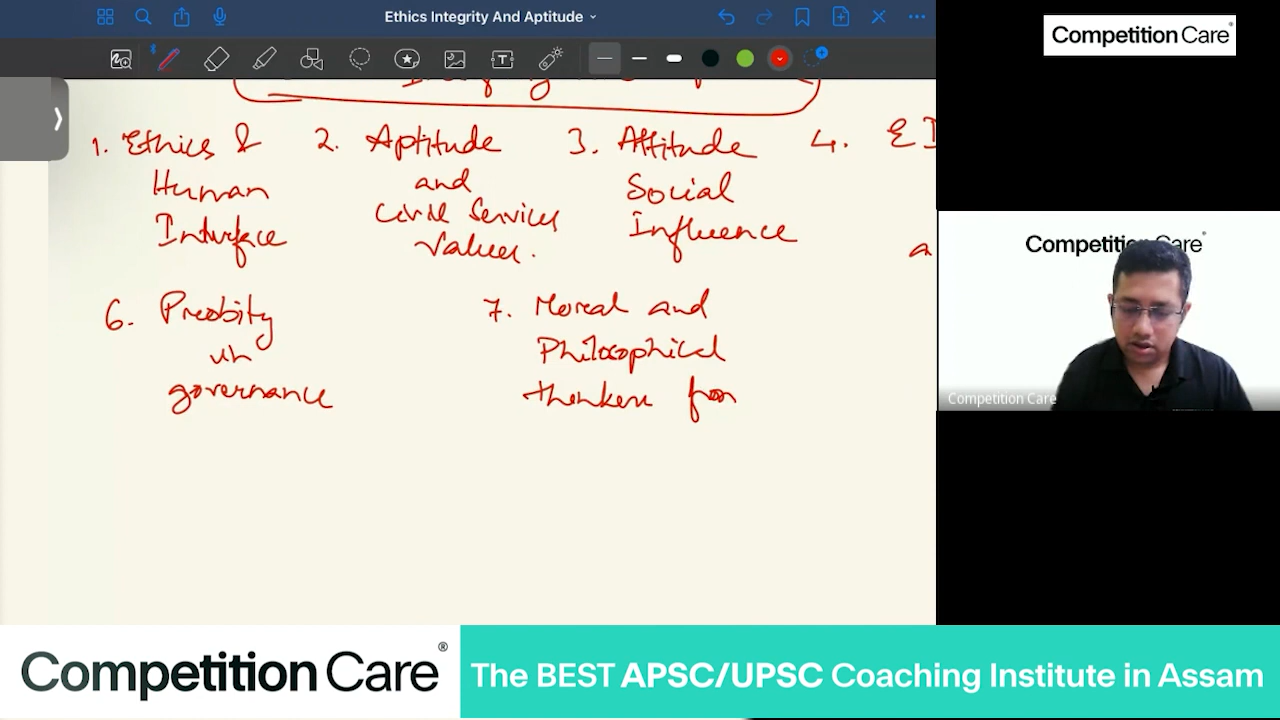 Ethics Integrity And Aptitude
Competition Care®
1. Ethics &
Human
Interface
2. Aptitude
and
Civil Services
Values.
3. Attitude
Social
Influence
4. E I
a
6. Probity
in
governance
7. Moral and
Philosophical
thinkers from
Competition Care®
Competition Care
Competition Care®
The BEST APSC/UPSC Coaching Institute in Assam